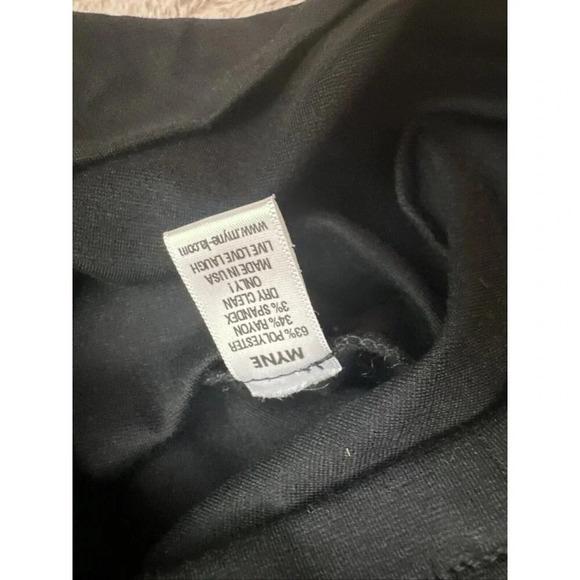 MYNE
63% POLYESTER
34% RAYON
3% SPANDEX
DRY CLEAN
ONLY!
MADE IN USA
LIVE LOVE LAUGH
www.myne-la.com